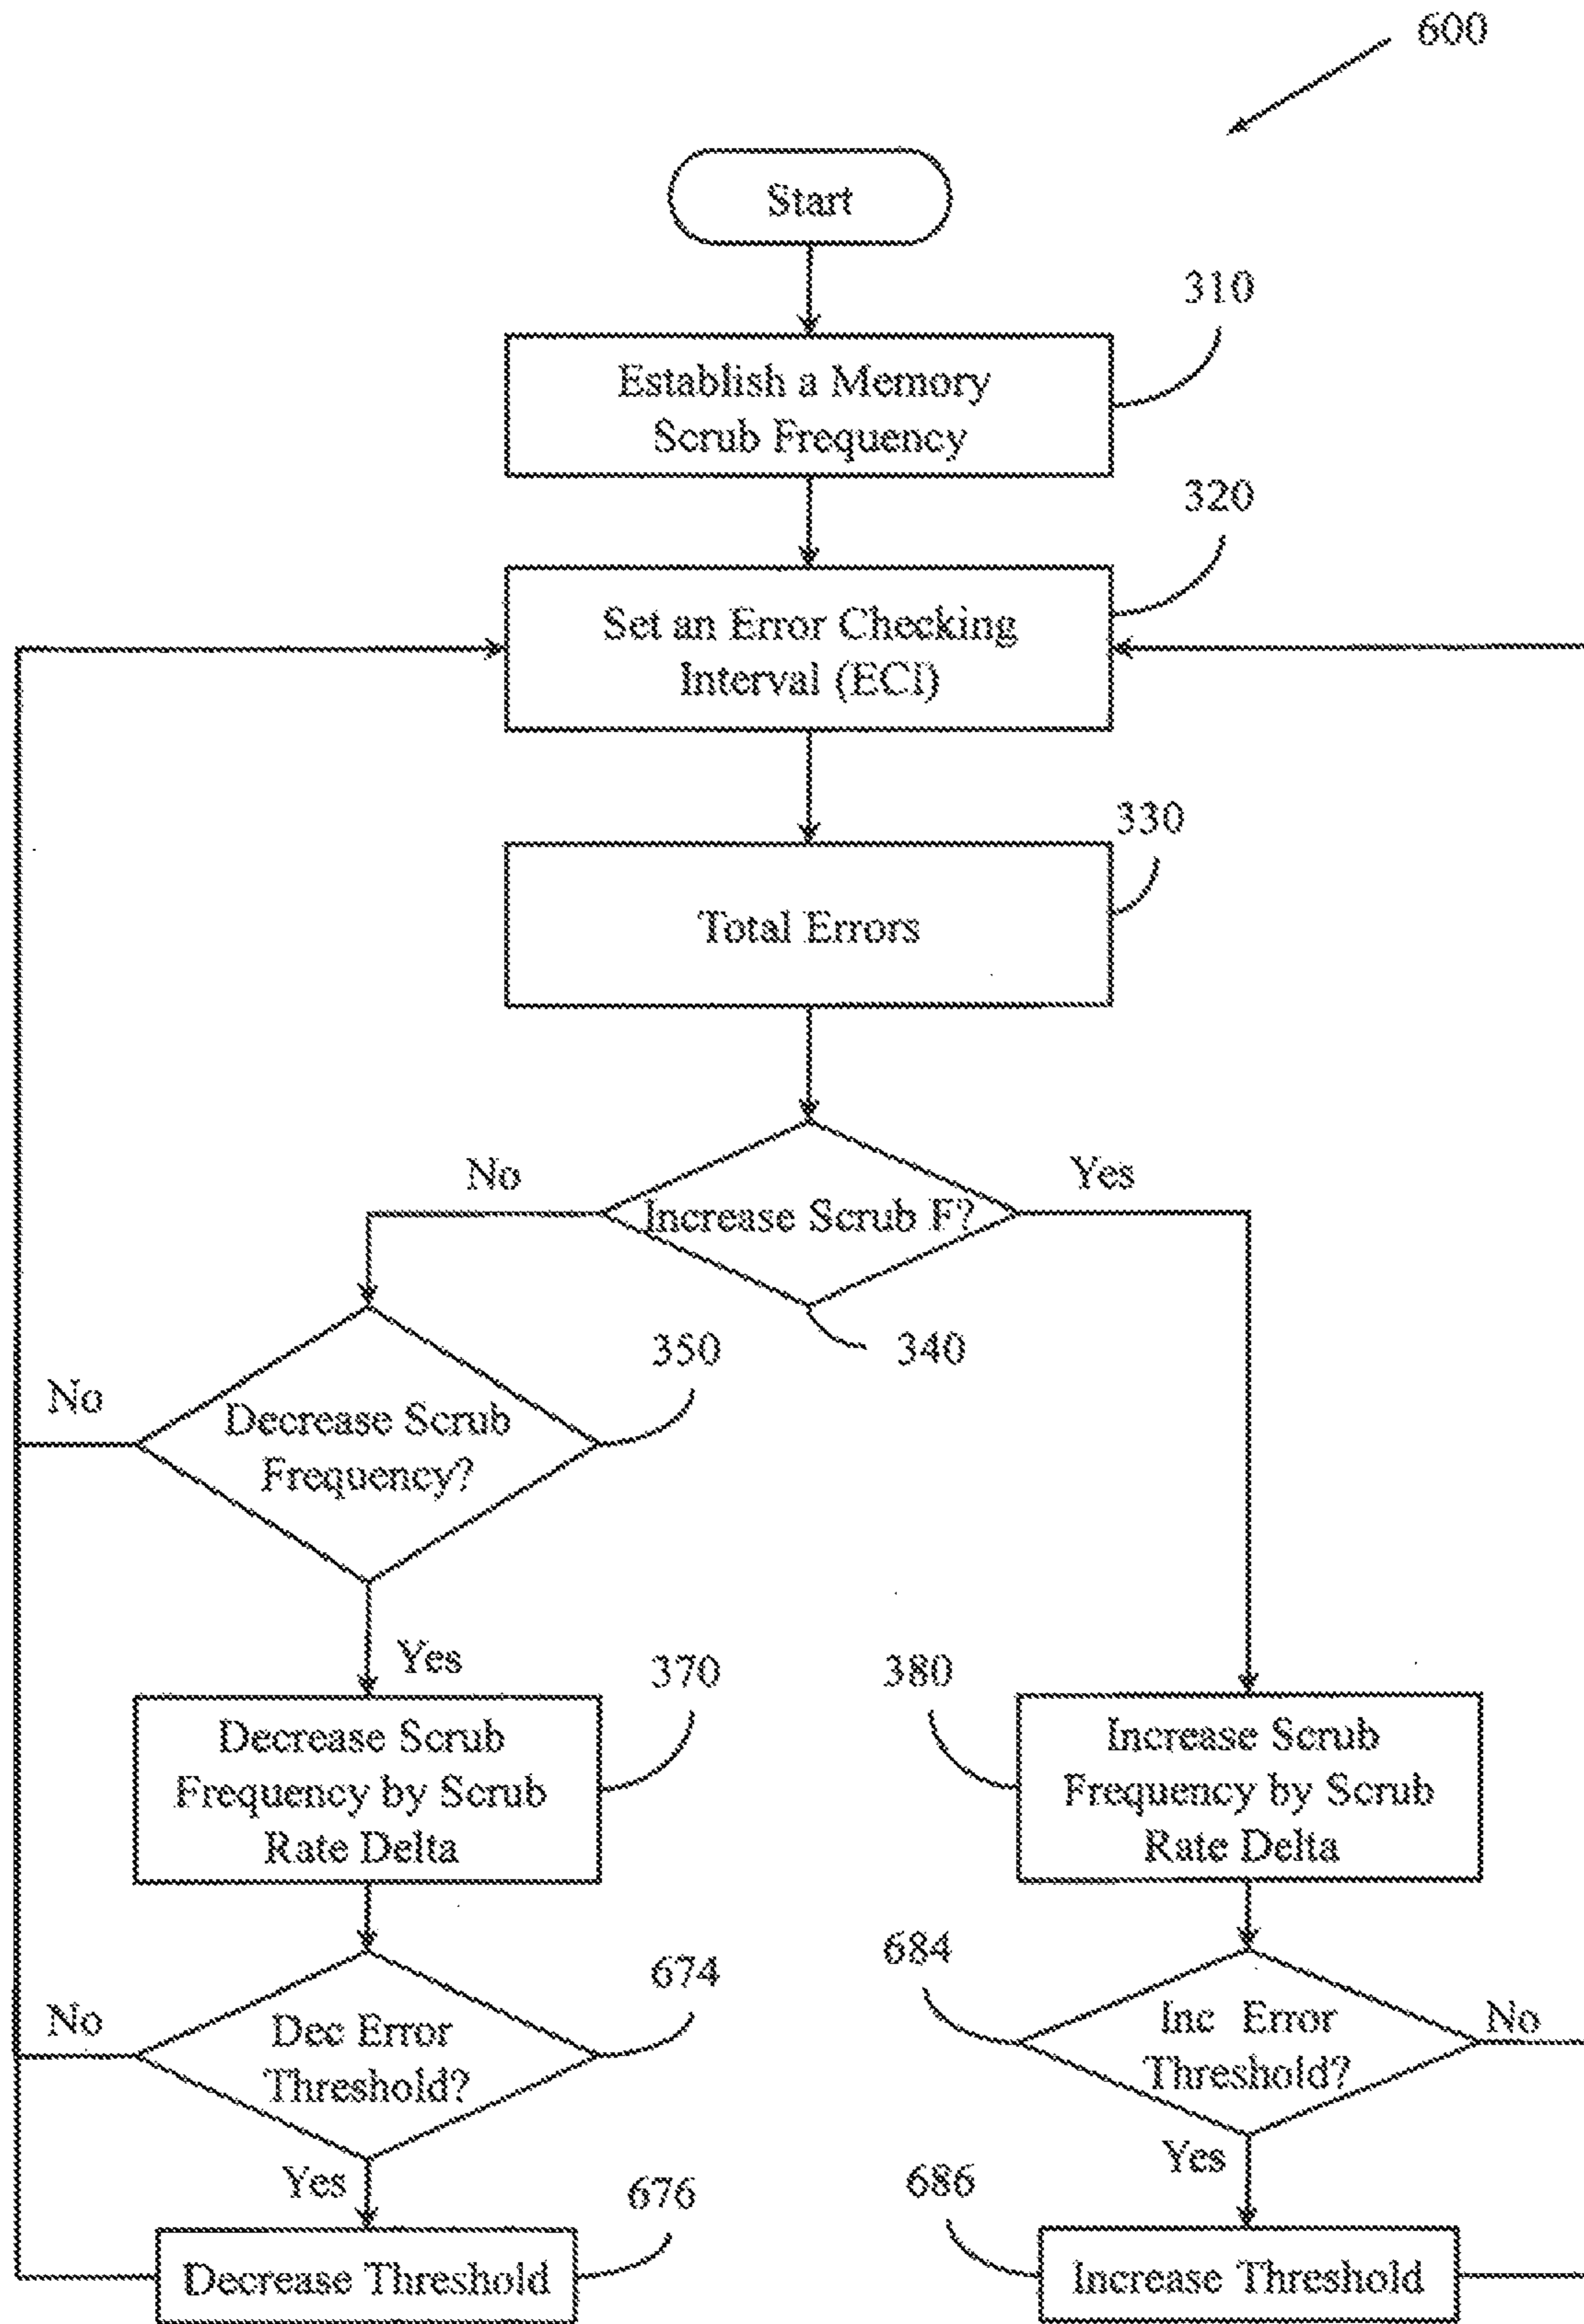 600
Start
310
Establish a Memory
Scrub Frequency
320
Set an Error Checking
Interval (ECI)
330
Total Errors
No
Yes
Increase Scrub F?
340
350
No
Decrease Scrub
Frequency?
Yes
370
380
Decrease Scrub
Frequency by Scrub
Rate Delta
Increase Scrub
Frequency by Scrub
Rate Delta
674
684
No
Dec Error
Threshold?
Inc Error
Threshold?
No
Yes
Yes
676
686
Decrease Threshold
Increase Threshold